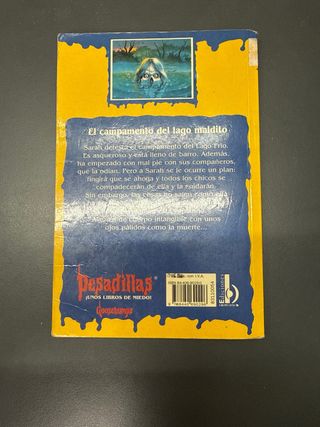 El campamento del lago maldito
Sarah detesta el campamento del Lago Frío.
Es asqueroso y está lleno de barro. Además,
ha empezado con mal pie con sus compañeros,
que la odian. Pero a Sarah se le ocurre un plan:
fingirá que se ahoga y todos los chicos se
compadecerán de ella y la cuidarán.
Sin embargo, las cosas no salen como ella
de cuerpo intangible con unos
ojos pálidos como la muerte...
Pesadillas
¡UNOS LIBROS DE MIEDO!
Goosebumps
Ediciones